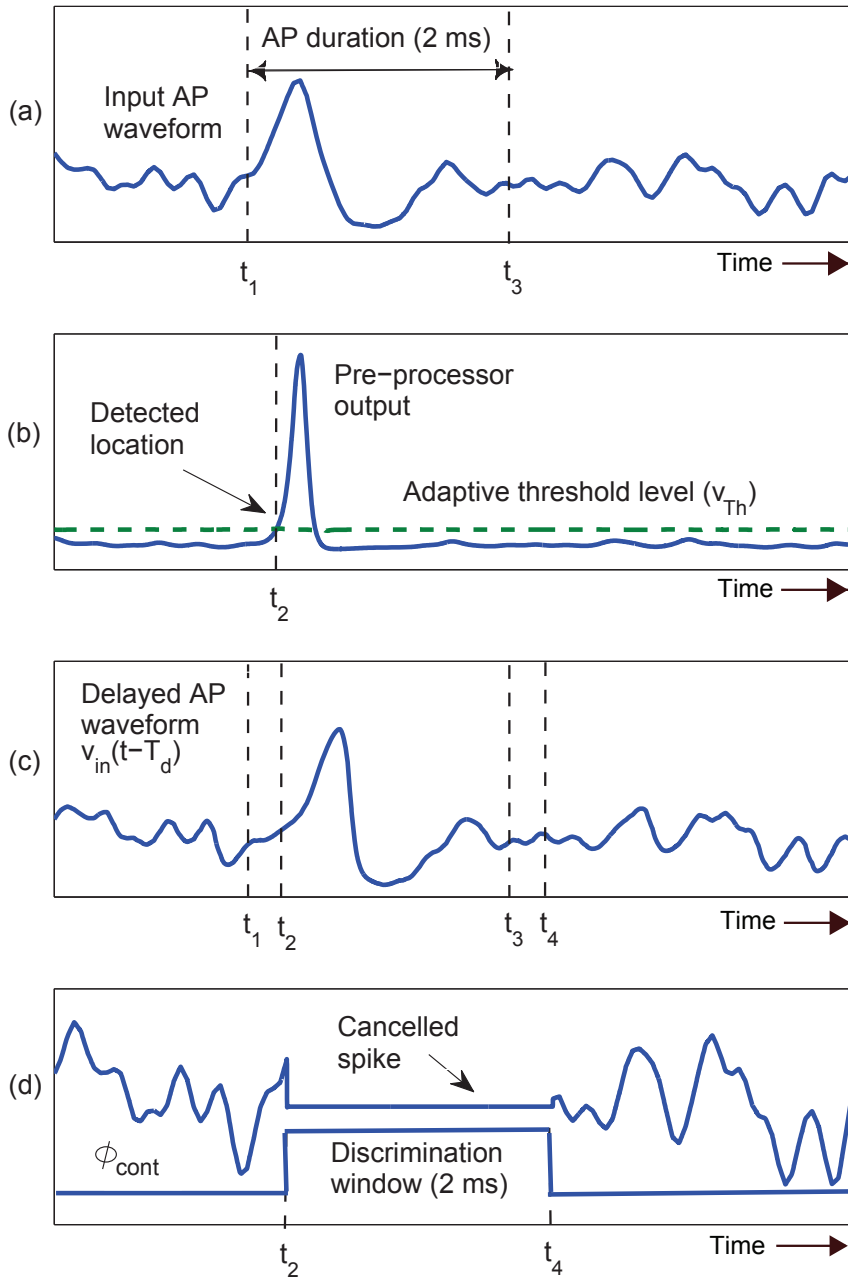 (a)
AP duration (2 ms)
Input AP
waveform
t1
t3
Time
(b)
Pre−processor
output
Detected
location
Adaptive threshold level (vTh)
t2
Time
(c)
Delayed AP
waveform
vin(t−Td)
t1
t2
t3
t4
Time
(d)
Cancelled
spike
ϕcont
Discrimination
window (2 ms)
t2
t4
Time